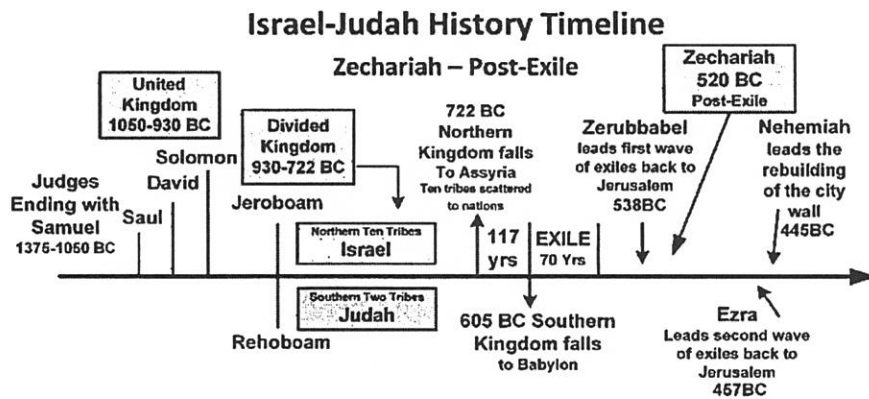 Israel-Judah History Timeline
Zechariah – Post-Exile
United
Kingdom
1050-930 BC
Solomon
David
Saul
Judges
Ending with
Samuel
1375-1050 BC
Divided
Kingdom
930-722 BC
Jeroboam
Northern Ten Tribes
Israel
Southern Two Tribes
Judah
Rehoboam
722 BC
Northern
Kingdom falls
To Assyria
Ten tribes scattered
to nations
117
yrs
EXILE
70 Yrs
605 BC Southern
Kingdom falls
to Babylon
Zerubbabel
leads first wave
of exiles back to
Jerusalem
538BC
Zechariah
520 BC
Post-Exile
Nehemiah
leads the
rebuilding
of the city
wall
445BC
Ezra
Leads second wave
of exiles back to
Jerusalem
457BC